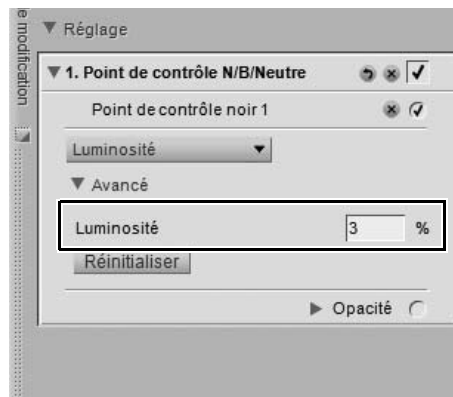 e modification
Réglage
1. Point de contrôle N/B/Neutre
Point de contrôle noir 1
Luminosité
Avancé
Luminosité 3 %
Réinitialiser
Opacité